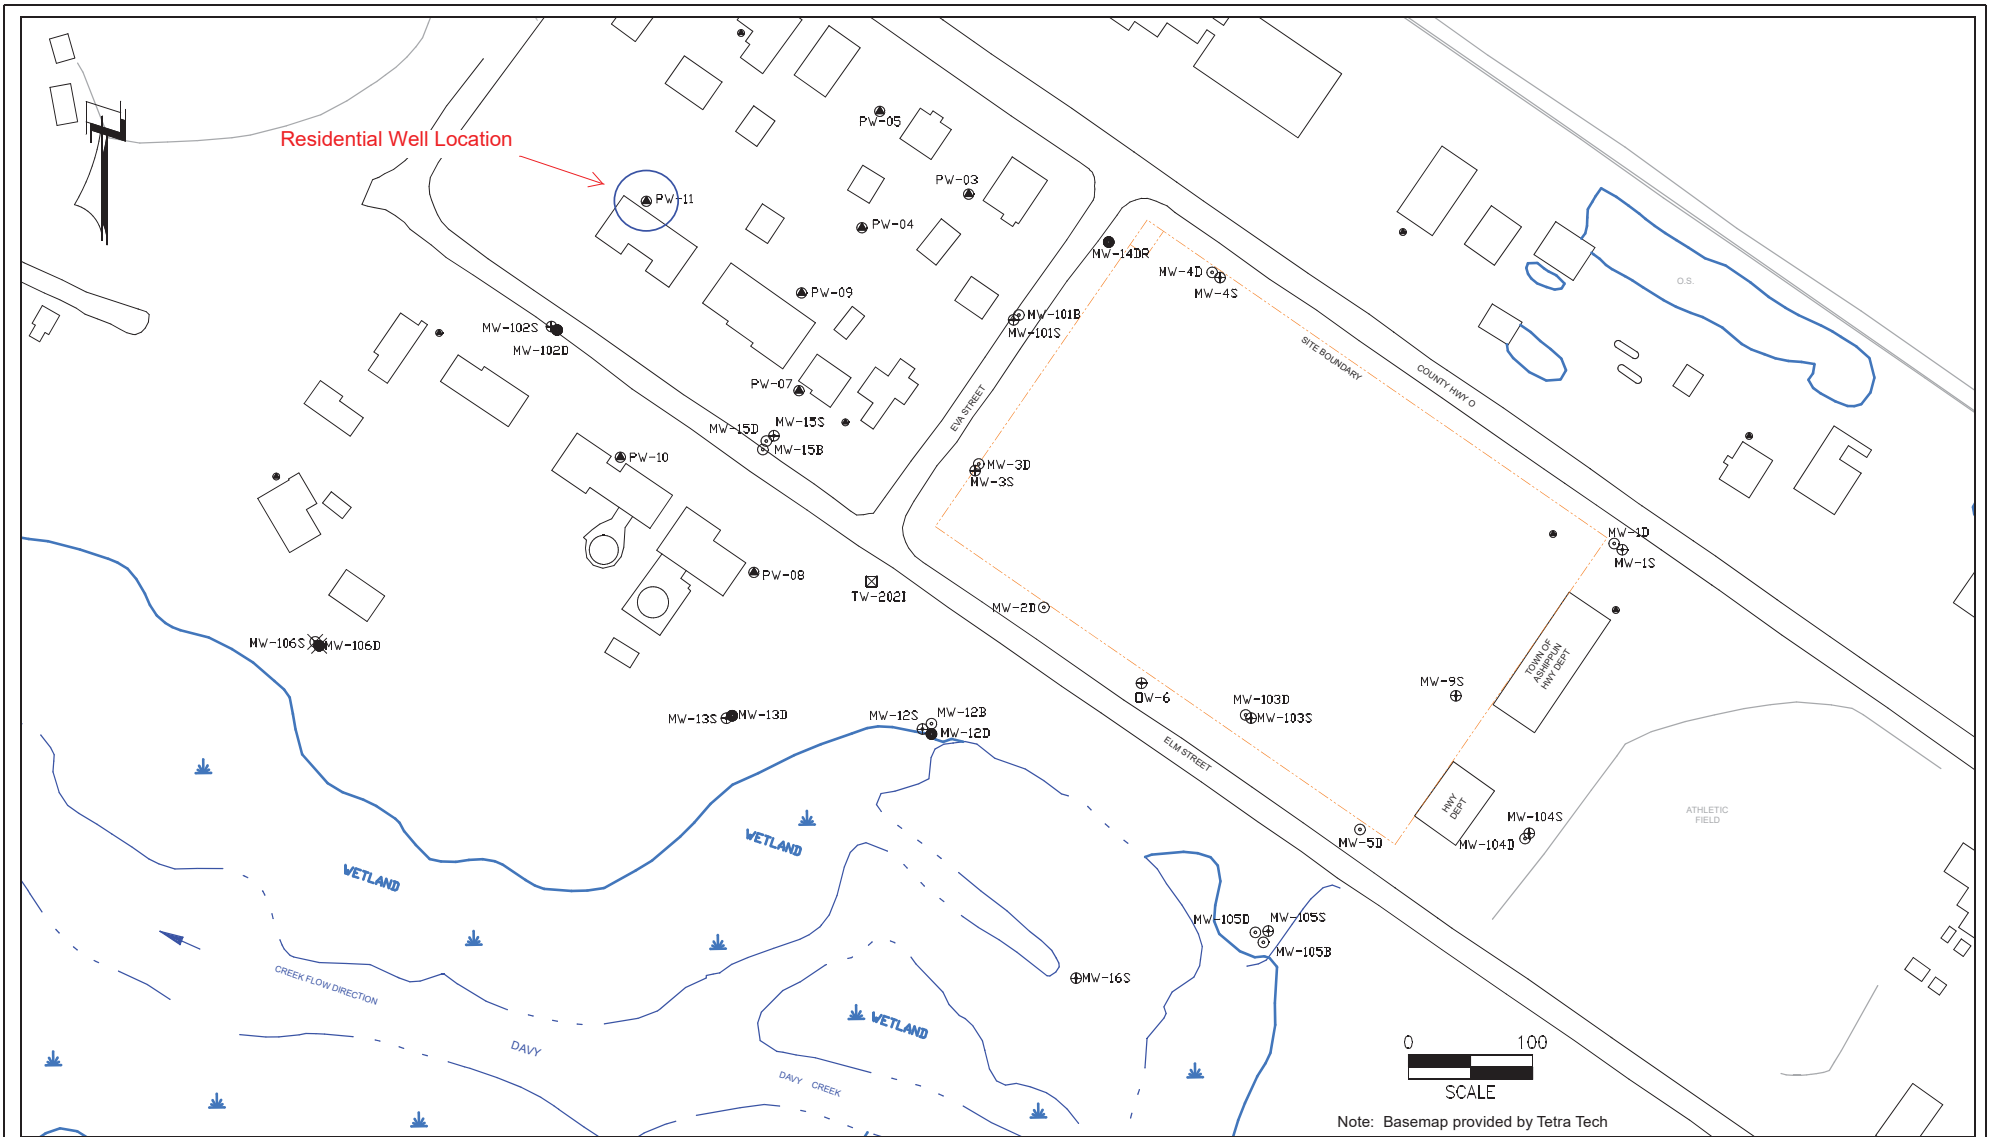 Residential Well Location
PW-05
PW-03
PW-11
PW-04
MW-14DR
MW-4D
MW-4S
O.S.
PW-09
MW-101B
MW-101S
MW-102S
MW-102D
SITE BOUNDARY
COUNTY HWY O
PW-07
EVA STREET
MW-15S
MW-15D
MW-15B
PW-10
MW-3D
MW-3S
MW-1D
MW-1S
PW-08
TW-202I
MW-2D
MW-106S
MW-106D
TOWN OF
ASHIPPUN
HWY DEPT
MW-9S
OW-6
MW-103D
MW-103S
MW-13S
MW-13D
MW-12S
MW-12B
MW-12D
ELM STREET
HWY
DEPT
ATHLETIC
FIELD
MW-104S
MW-104D
MW-5D
WETLAND
WETLAND
MW-105D
MW-105S
MW-105B
MW-16S
CREEK FLOW DIRECTION
WETLAND
DAVY
DAVY CREEK
0 100
SCALE
Note: Basemap provided by Tetra Tech